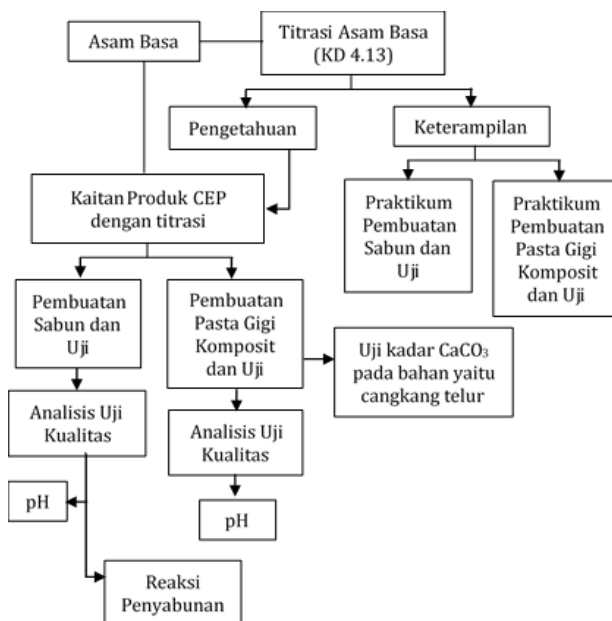 Asam Basa
Titrasi Asam Basa
(KD 4.13)
Pengetahuan
Keterampilan
Kaitan Produk CEP
dengan titrasi
Praktikum
Pembuatan
Sabun dan
Uji
Praktikum
Pembuatan
Pasta Gigi
Komposit
dan Uji
Pembuatan
Sabun dan
Uji
Pembuatan
Pasta Gigi
Komposit
dan Uji
Uji kadar CaCO₃
pada bahan yaitu
cangkang telur
Analisis Uji
Kualitas
Analisis Uji
Kualitas
pH
pH
Reaksi
Penyabunan